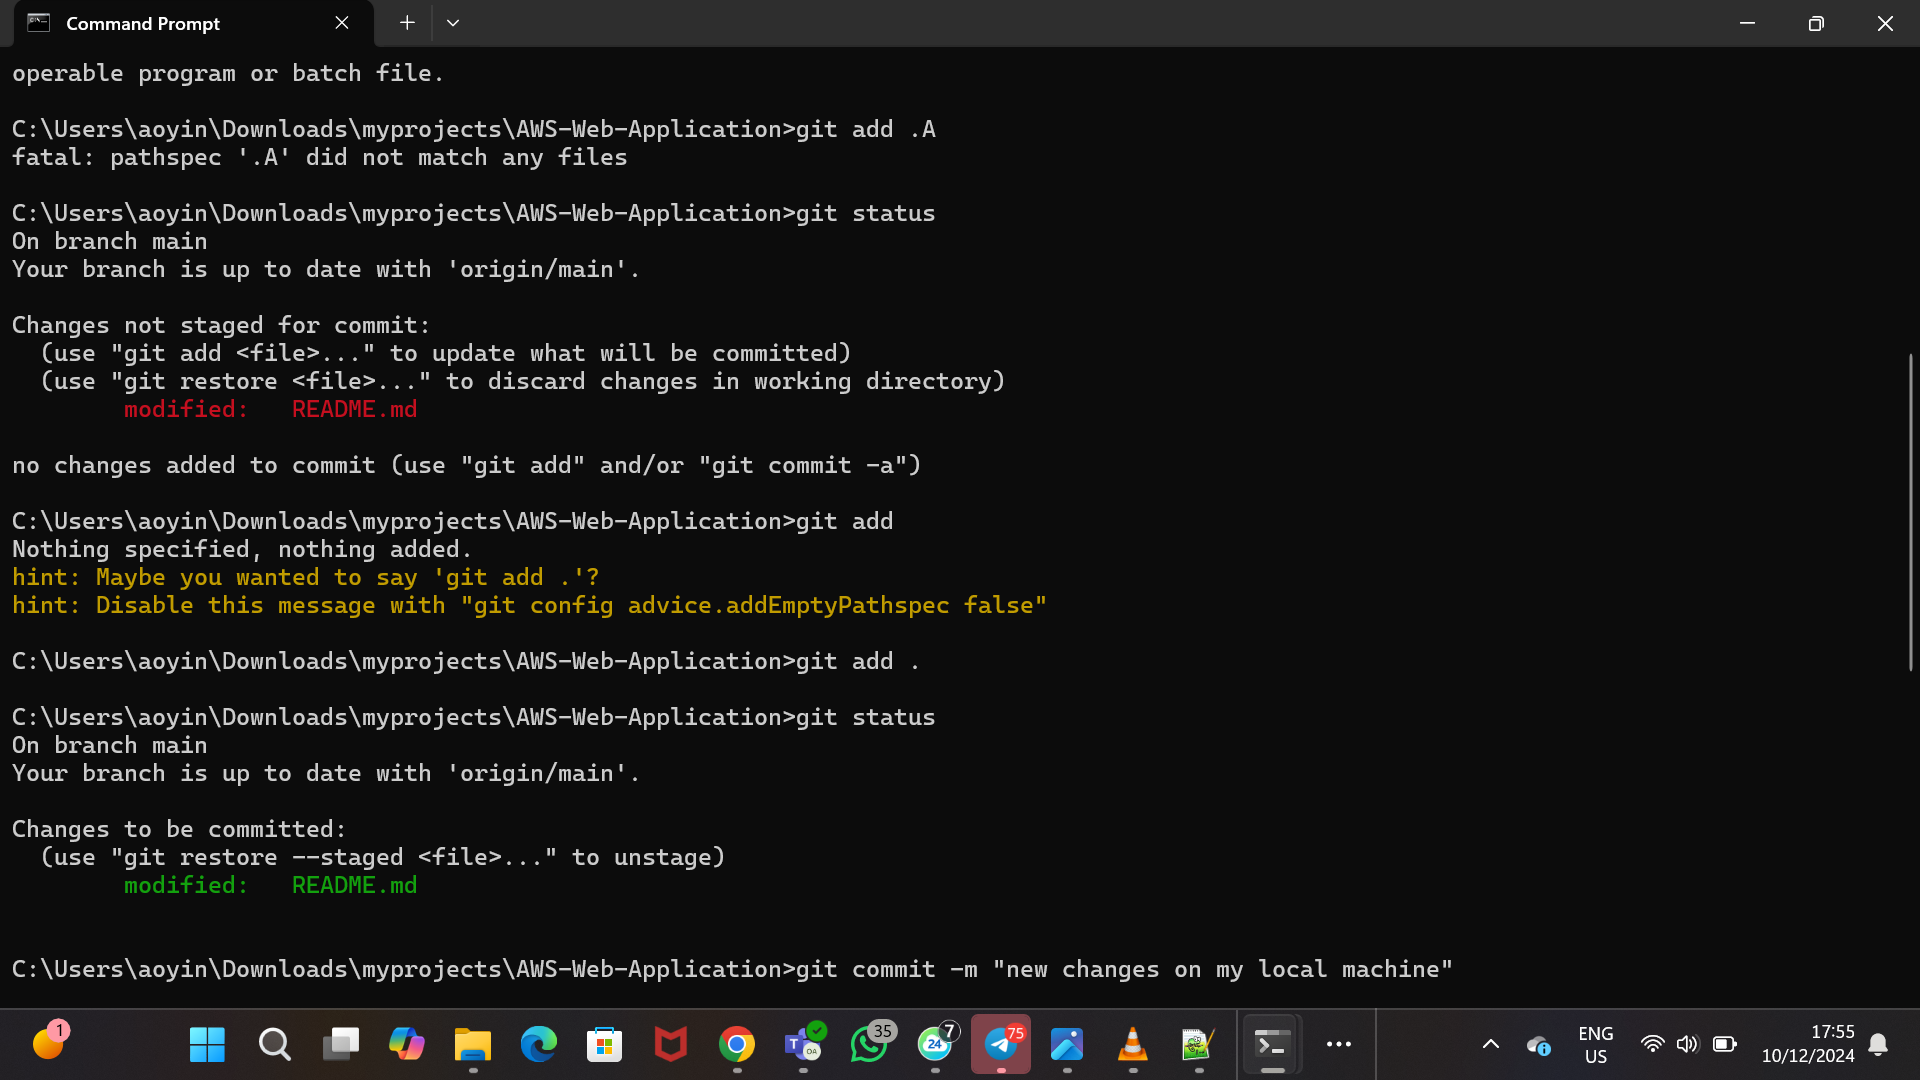 Command Prompt
operable program or batch file.
C:\Users\aoyin\Downloads\myprojects\AWS-Web-Application>git add .A
fatal: pathspec '.A' did not match any files
C:\Users\aoyin\Downloads\myprojects\AWS-Web-Application>git status
On branch main
Your branch is up to date with 'origin/main'.
Changes not staged for commit:
  (use "git add <file>..." to update what will be committed)
  (use "git restore <file>..." to discard changes in working directory)
        modified:   README.md
no changes added to commit (use "git add" and/or "git commit -a")
C:\Users\aoyin\Downloads\myprojects\AWS-Web-Application>git add
Nothing specified, nothing added.
hint: Maybe you wanted to say 'git add .'?
hint: Disable this message with "git config advice.addEmptyPathspec false"
C:\Users\aoyin\Downloads\myprojects\AWS-Web-Application>git add .
C:\Users\aoyin\Downloads\myprojects\AWS-Web-Application>git status
On branch main
Your branch is up to date with 'origin/main'.
Changes to be committed:
  (use "git restore --staged <file>..." to unstage)
        modified:   README.md
C:\Users\aoyin\Downloads\myprojects\AWS-Web-Application>git commit -m "new changes on my local machine"
1
T
OA
35
24
7
75
ENG
US
17:55
10/12/2024